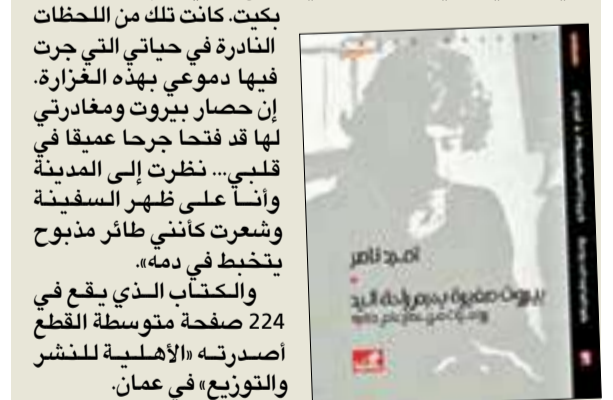 بكيت. كانت تلك من اللحظات
النادرة في حياتي التي جرت
فيها دموعي بهذه الغزارة.
إن حصار بيروت ومغادرتي
لها قد فتحا جرحا عميقا في
قلبي... نظرت إلى المدينة
وأنا على ظهر السفينة
وشعرت كأنني طائر مذبوح
يتخبط في دمه».
والكتاب الذي يقع في
224 صفحة متوسطة القطع
أصدرته «الأهلية للنشر
والتوزيع» في عمان.
امجد ناصر
بيروت صغيرة بحجم راحة اليد